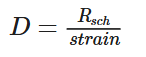 D = R_sch / strain